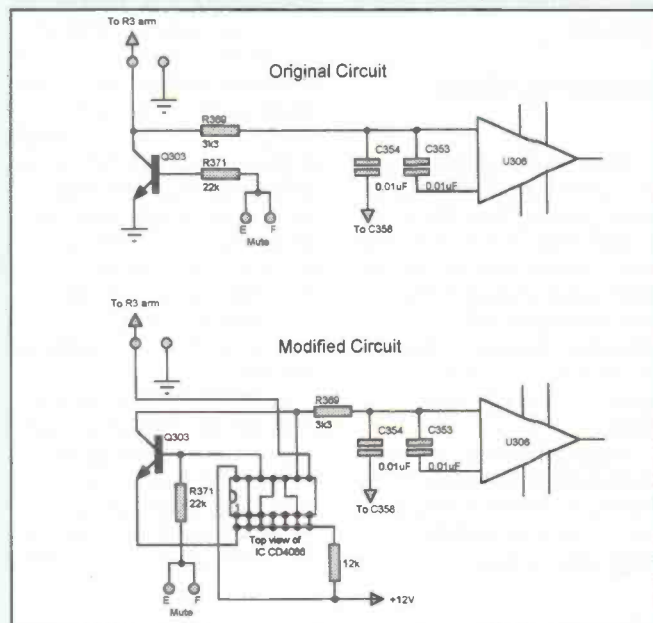 To R3 arm
Original Circuit
R369
3k3
Q303
R371
22k
C354
C353
0.01uF
0.01uF
U306
E
F
Mute
To C358
To R3 arm
Modified Circuit
R369
3k3
Q303
C354
C353
0.01uF
0.01uF
U306
R371
22k
To C358
Top view of
IC CD4066
12k
E
F
Mute
+12V